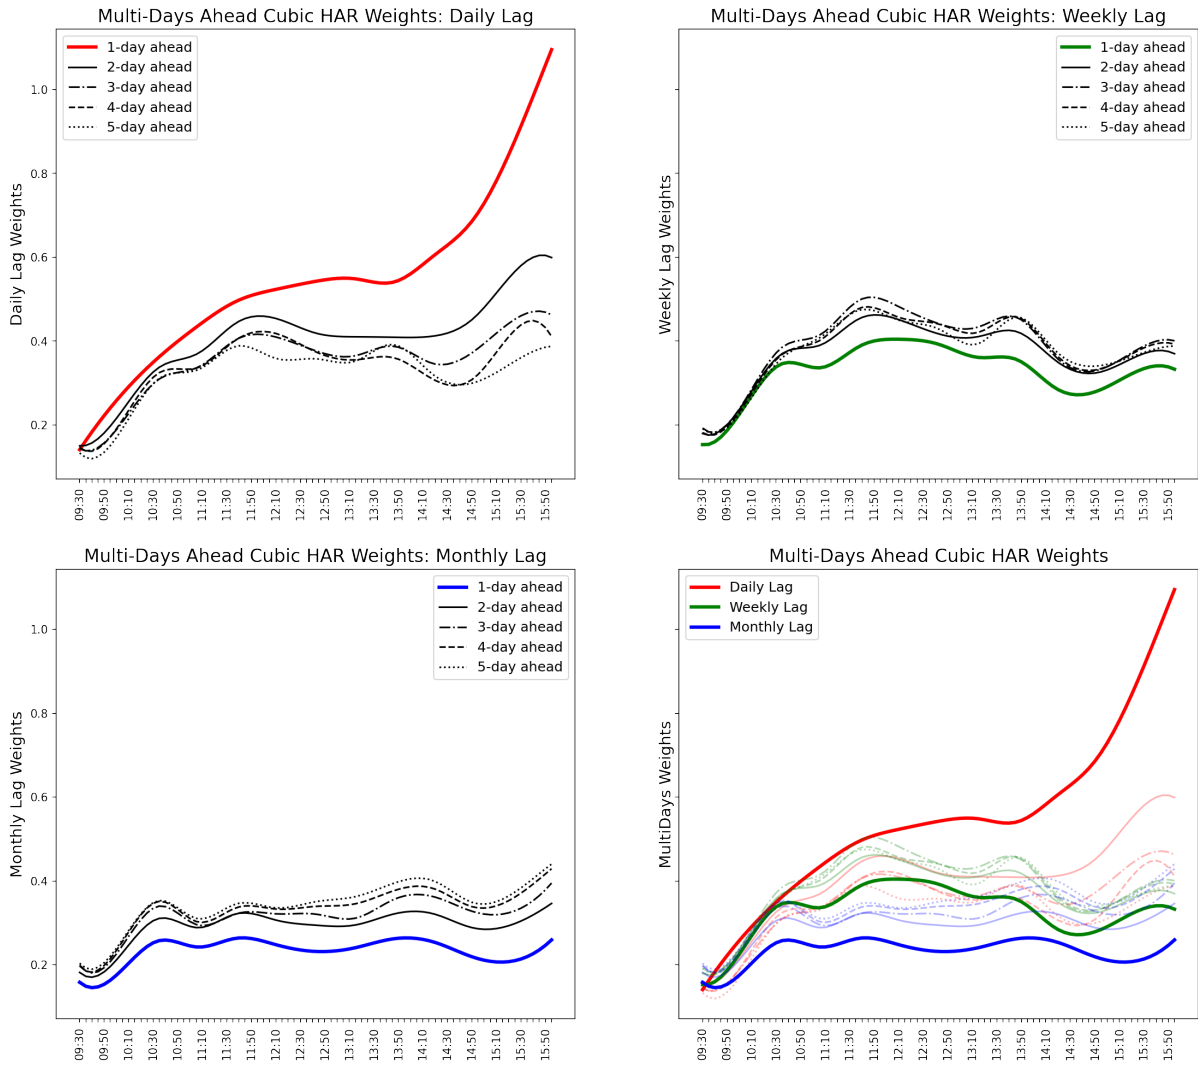 Multi-Days Ahead Cubic HAR Weights: Daily Lag
1-day ahead
2-day ahead
3-day ahead
4-day ahead
5-day ahead
Daily Lag Weights
1.0
0.8
0.6
0.4
0.2
09:30 09:50 10:10 10:30 10:50 11:10 11:30 11:50 12:10 12:30 12:50 13:10 13:30 13:50 14:10 14:30 14:50 15:10 15:30 15:50
Multi-Days Ahead Cubic HAR Weights: Weekly Lag
1-day ahead
2-day ahead
3-day ahead
4-day ahead
5-day ahead
Weekly Lag Weights
09:30 09:50 10:10 10:30 10:50 11:10 11:30 11:50 12:10 12:30 12:50 13:10 13:30 13:50 14:10 14:30 14:50 15:10 15:30 15:50
Multi-Days Ahead Cubic HAR Weights: Monthly Lag
1-day ahead
2-day ahead
3-day ahead
4-day ahead
5-day ahead
Monthly Lag Weights
1.0
0.8
0.6
0.4
0.2
09:30 09:50 10:10 10:30 10:50 11:10 11:30 11:50 12:10 12:30 12:50 13:10 13:30 13:50 14:10 14:30 14:50 15:10 15:30 15:50
Multi-Days Ahead Cubic HAR Weights
Daily Lag
Weekly Lag
Monthly Lag
MultiDays Weights
09:30 09:50 10:10 10:30 10:50 11:10 11:30 11:50 12:10 12:30 12:50 13:10 13:30 13:50 14:10 14:30 14:50 15:10 15:30 15:50